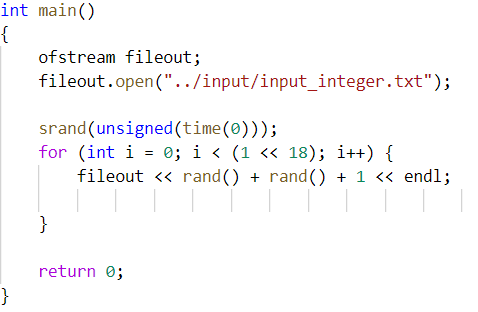 int main()
{
    ofstream fileout;
    fileout.open("../input/input_integer.txt");
    srand(unsigned(time(0)));
    for (int i = 0; i < (1 << 18); i++) {
        fileout << rand() + rand() + 1 << endl;
    }
    return 0;
}